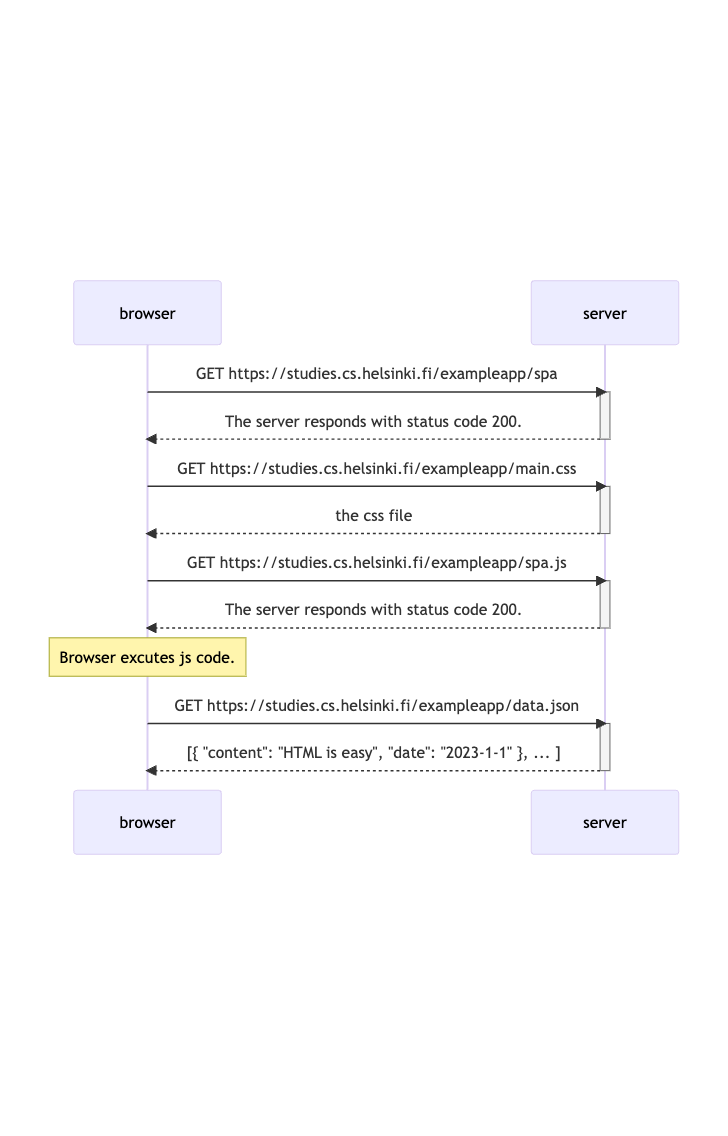 browser
server
GET https://studies.cs.helsinki.fi/exampleapp/spa
The server responds with status code 200.
GET https://studies.cs.helsinki.fi/exampleapp/main.css
the css file
GET https://studies.cs.helsinki.fi/exampleapp/spa.js
The server responds with status code 200.
Browser excutes js code.
GET https://studies.cs.helsinki.fi/exampleapp/data.json
[{ "content": "HTML is easy", "date": "2023-1-1" }, ... ]
browser
server